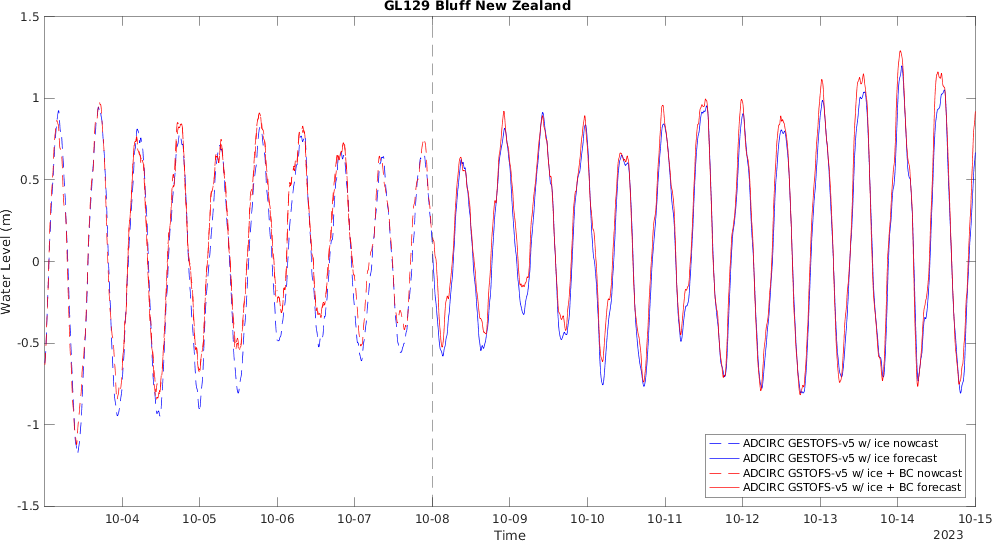 GL129 Bluff New Zealand
1.5
1
0.5
0
-0.5
-1
-1.5
Water Level (m)
10-04 10-05 10-06 10-07 10-08 10-09 10-10 10-11 10-12 10-13 10-14 10-15
Time
2023
ADCIRC GESTOFS-v5 w/ ice nowcast
ADCIRC GESTOFS-v5 w/ ice forecast
ADCIRC GSTOFS-v5 w/ ice + BC nowcast
ADCIRC GSTOFS-v5 w/ ice + BC forecast